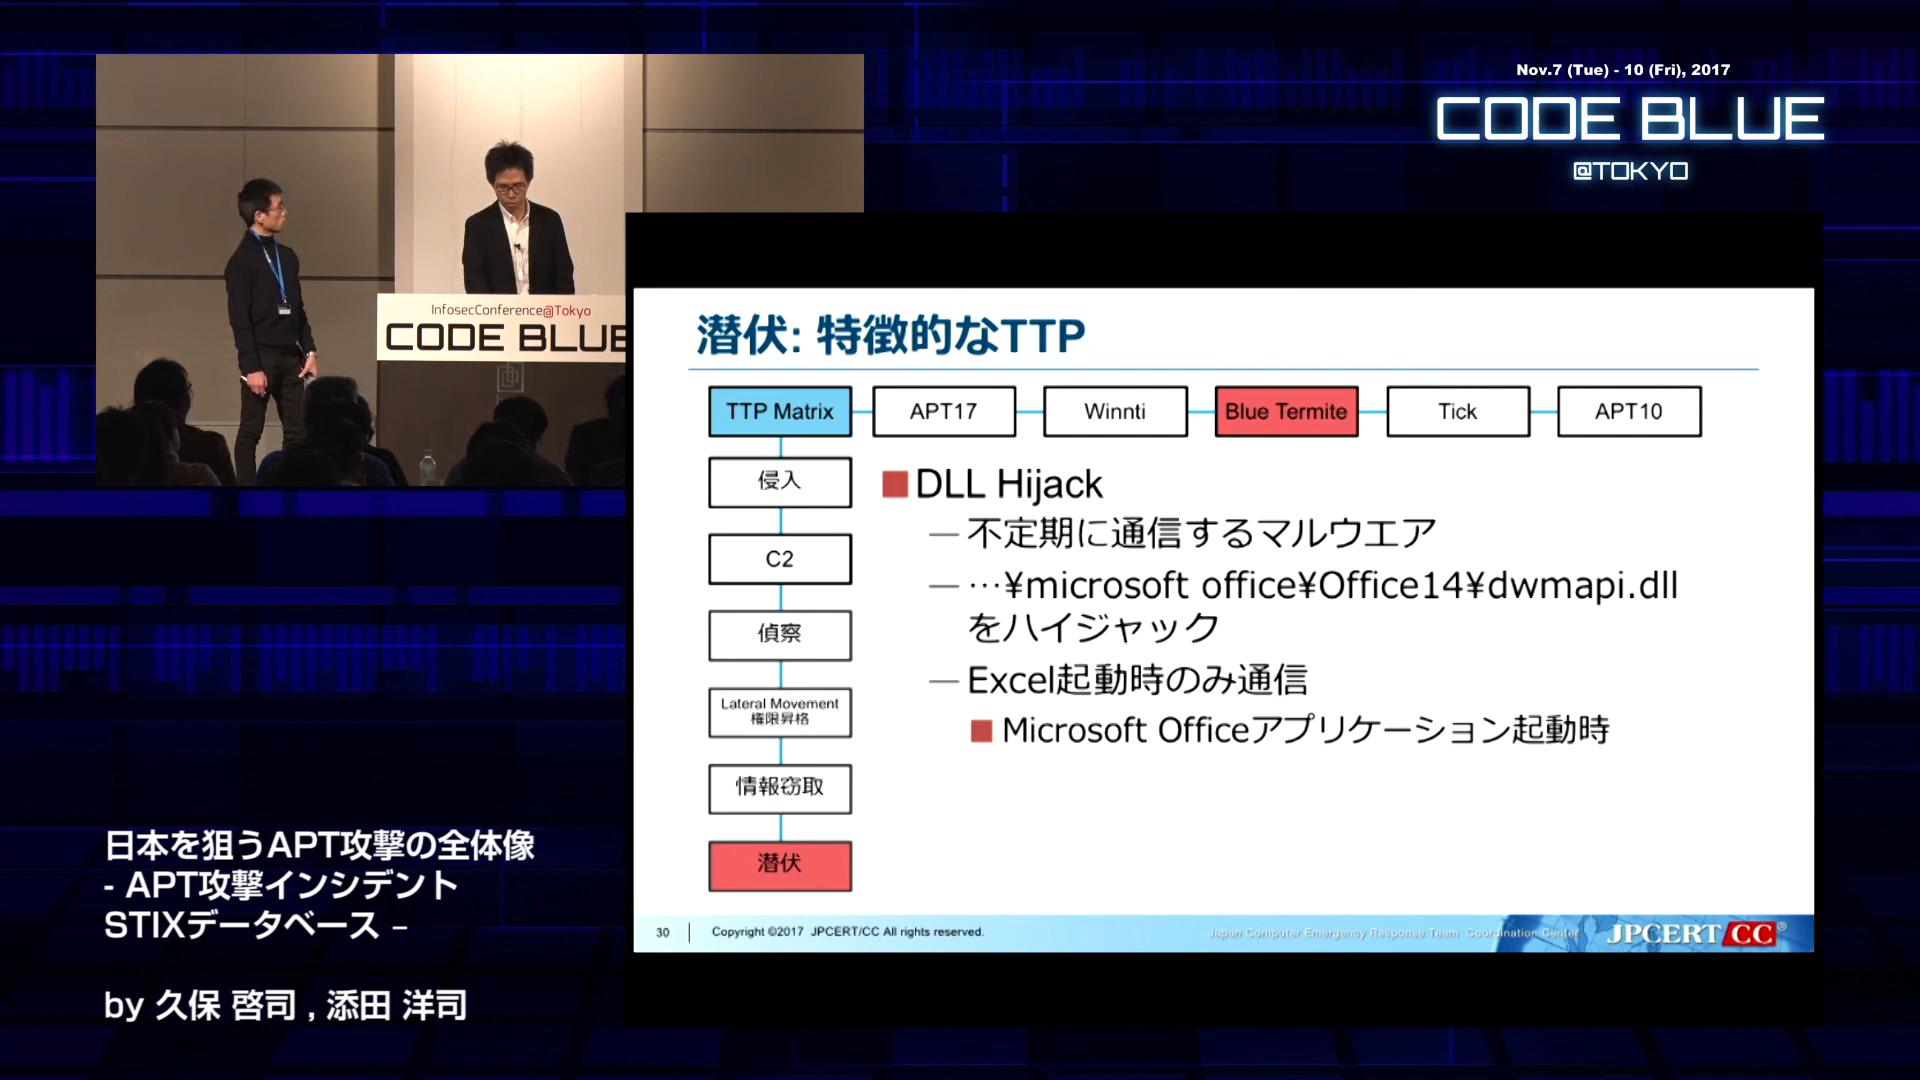 Nov.7 (Tue) - 10 (Fri), 2017
CODE BLUE
@TOKYO
InfosecConference@Tokyo
CODE BLUE
潜伏: 特徴的なTTP
TTP Matrix
APT17
Winnti
Blue Termite
Tick
APT10
侵入
C2
偵察
Lateral Movement
権限昇格
情報窃取
潜伏
DLL Hijack
— 不定期に通信するマルウエア
— …¥microsoft office¥Office14¥dwmapi.dll
をハイジャック
— Excel起動時のみ通信
Microsoft Officeアプリケーション起動時
30
Copyright ©2017 JPCERT/CC All rights reserved.
Japan Computer Emergency Response Team Coordination Center
JPCERT/CC®
日本を狙うAPT攻撃の全体像
- APT攻撃インシデント
STIXデータベース –
by 久保 啓司 , 添田 洋司